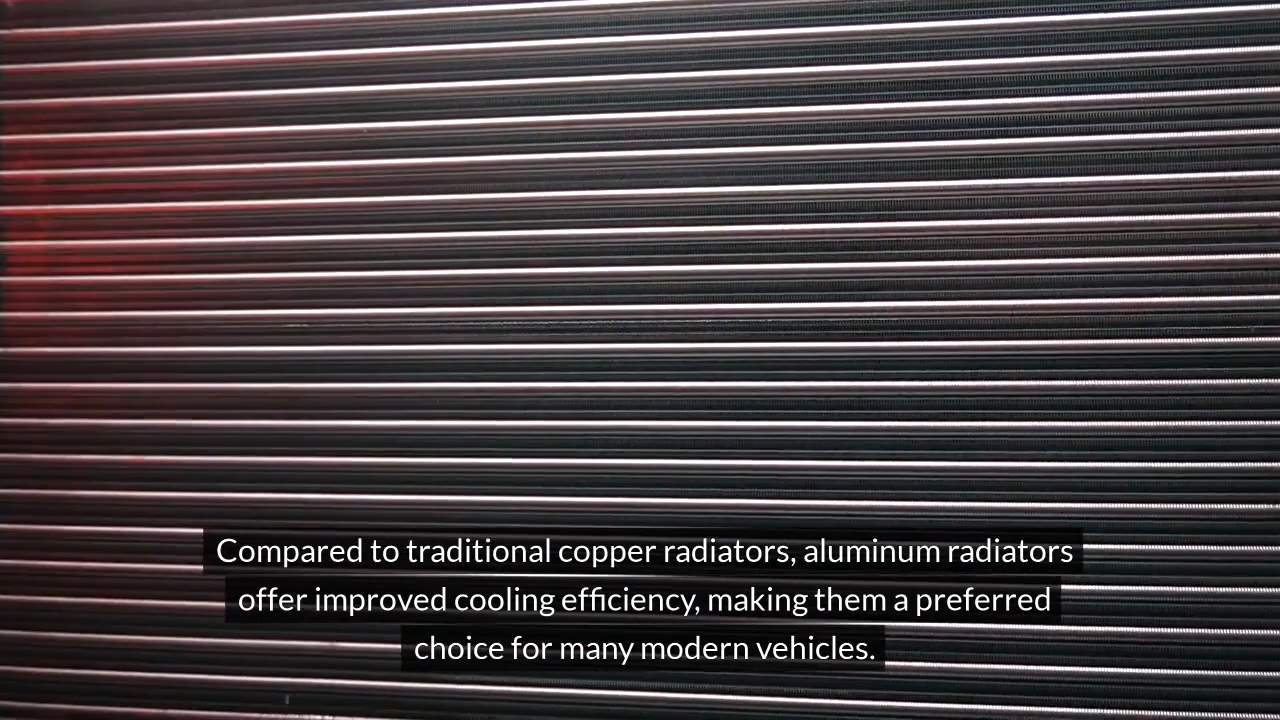 Compared to traditional copper radiators, aluminum radiators
offer improved cooling efficiency, making them a preferred
choice for many modern vehicles.